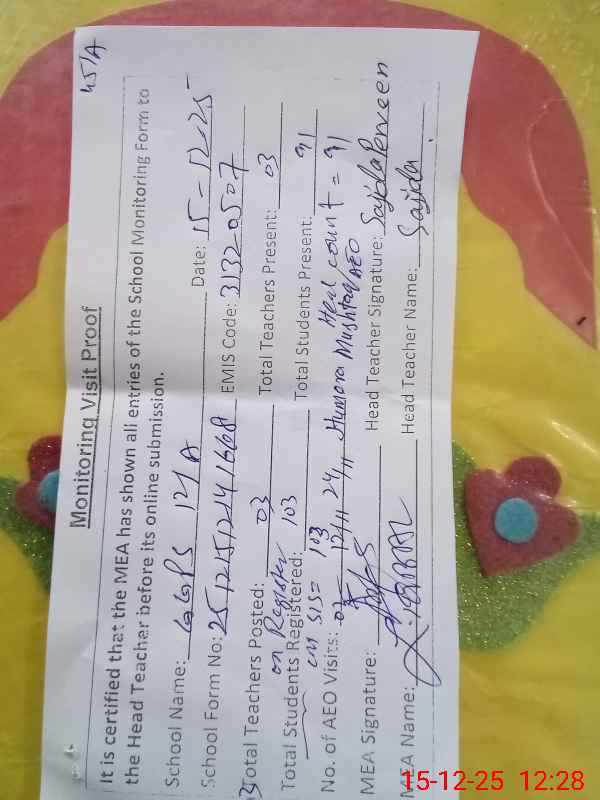 45/A
Monitoring Visit Proof
It is certified that the MEA has shown all entries of the School Monitoring Form to
the Head Teacher before its online submission.
School Name: GGPS 121 A Date: 15-12-25
School Form No: 25121512141668 EMIS Code: 31320507
Total Teachers Posted: 03 Total Teachers Present: 03
on Register
Total Students Registered: 103 Total Students Present: 91
on SIS = 103 Head count = 91
No. of AEO Visits: 02 12/11 24/11 Humera Mushtaq AEO
MEA Signature: Head Teacher Signature: Sajida Perveen
MEA Name: Head Teacher Name: Sajida
15-12-25 12:28